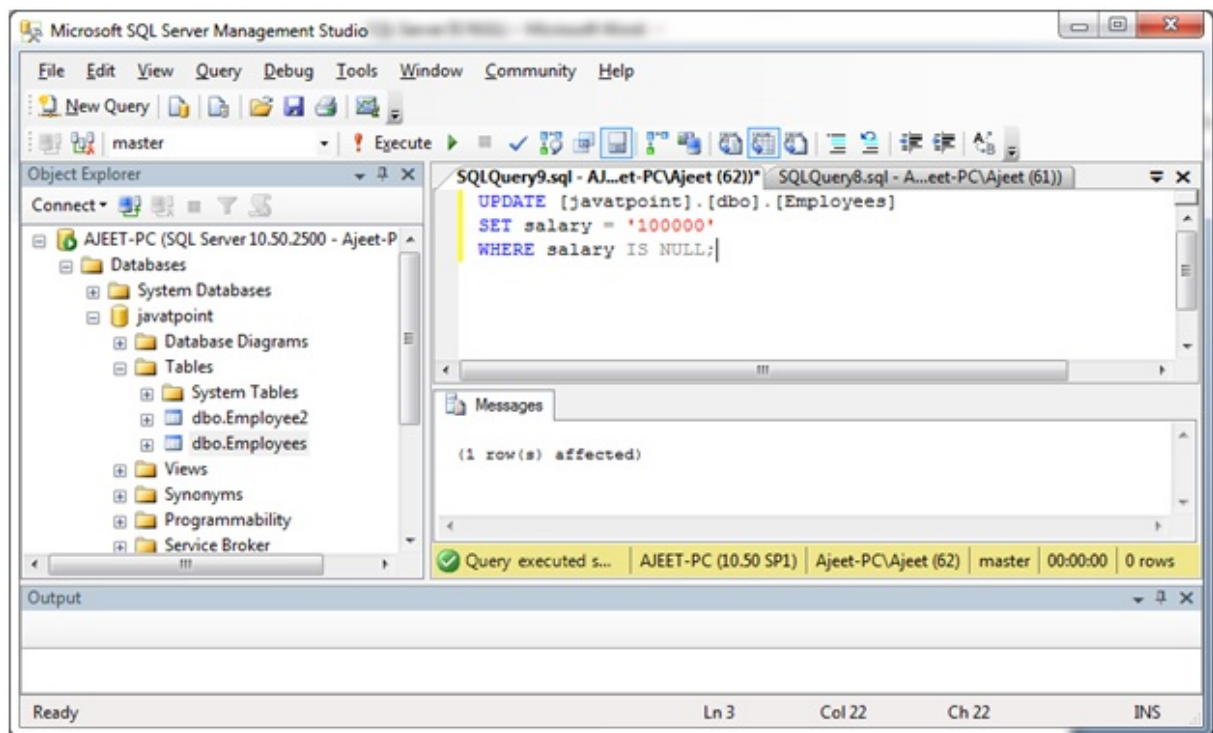 Microsoft SQL Server Management Studio
File Edit View Query Debug Tools Window Community Help
New Query
master Execute
Object Explorer
Connect
AJEET-PC (SQL Server 10.50.2500 - Ajeet-P
Databases
System Databases
javatpoint
Database Diagrams
Tables
System Tables
dbo.Employee2
dbo.Employees
Views
Synonyms
Programmability
Service Broker
SQLQuery9.sql - AJ...et-PC\Ajeet (62))* SQLQuery8.sql - A...eet-PC\Ajeet (61))
UPDATE [javatpoint].[dbo].[Employees]
SET salary = '100000'
WHERE salary IS NULL;
Messages
(1 row(s) affected)
Query executed s... AJEET-PC (10.50 SP1) Ajeet-PC\Ajeet (62) master 00:00:00 0 rows
Output
Ready Ln 3 Col 22 Ch 22 INS